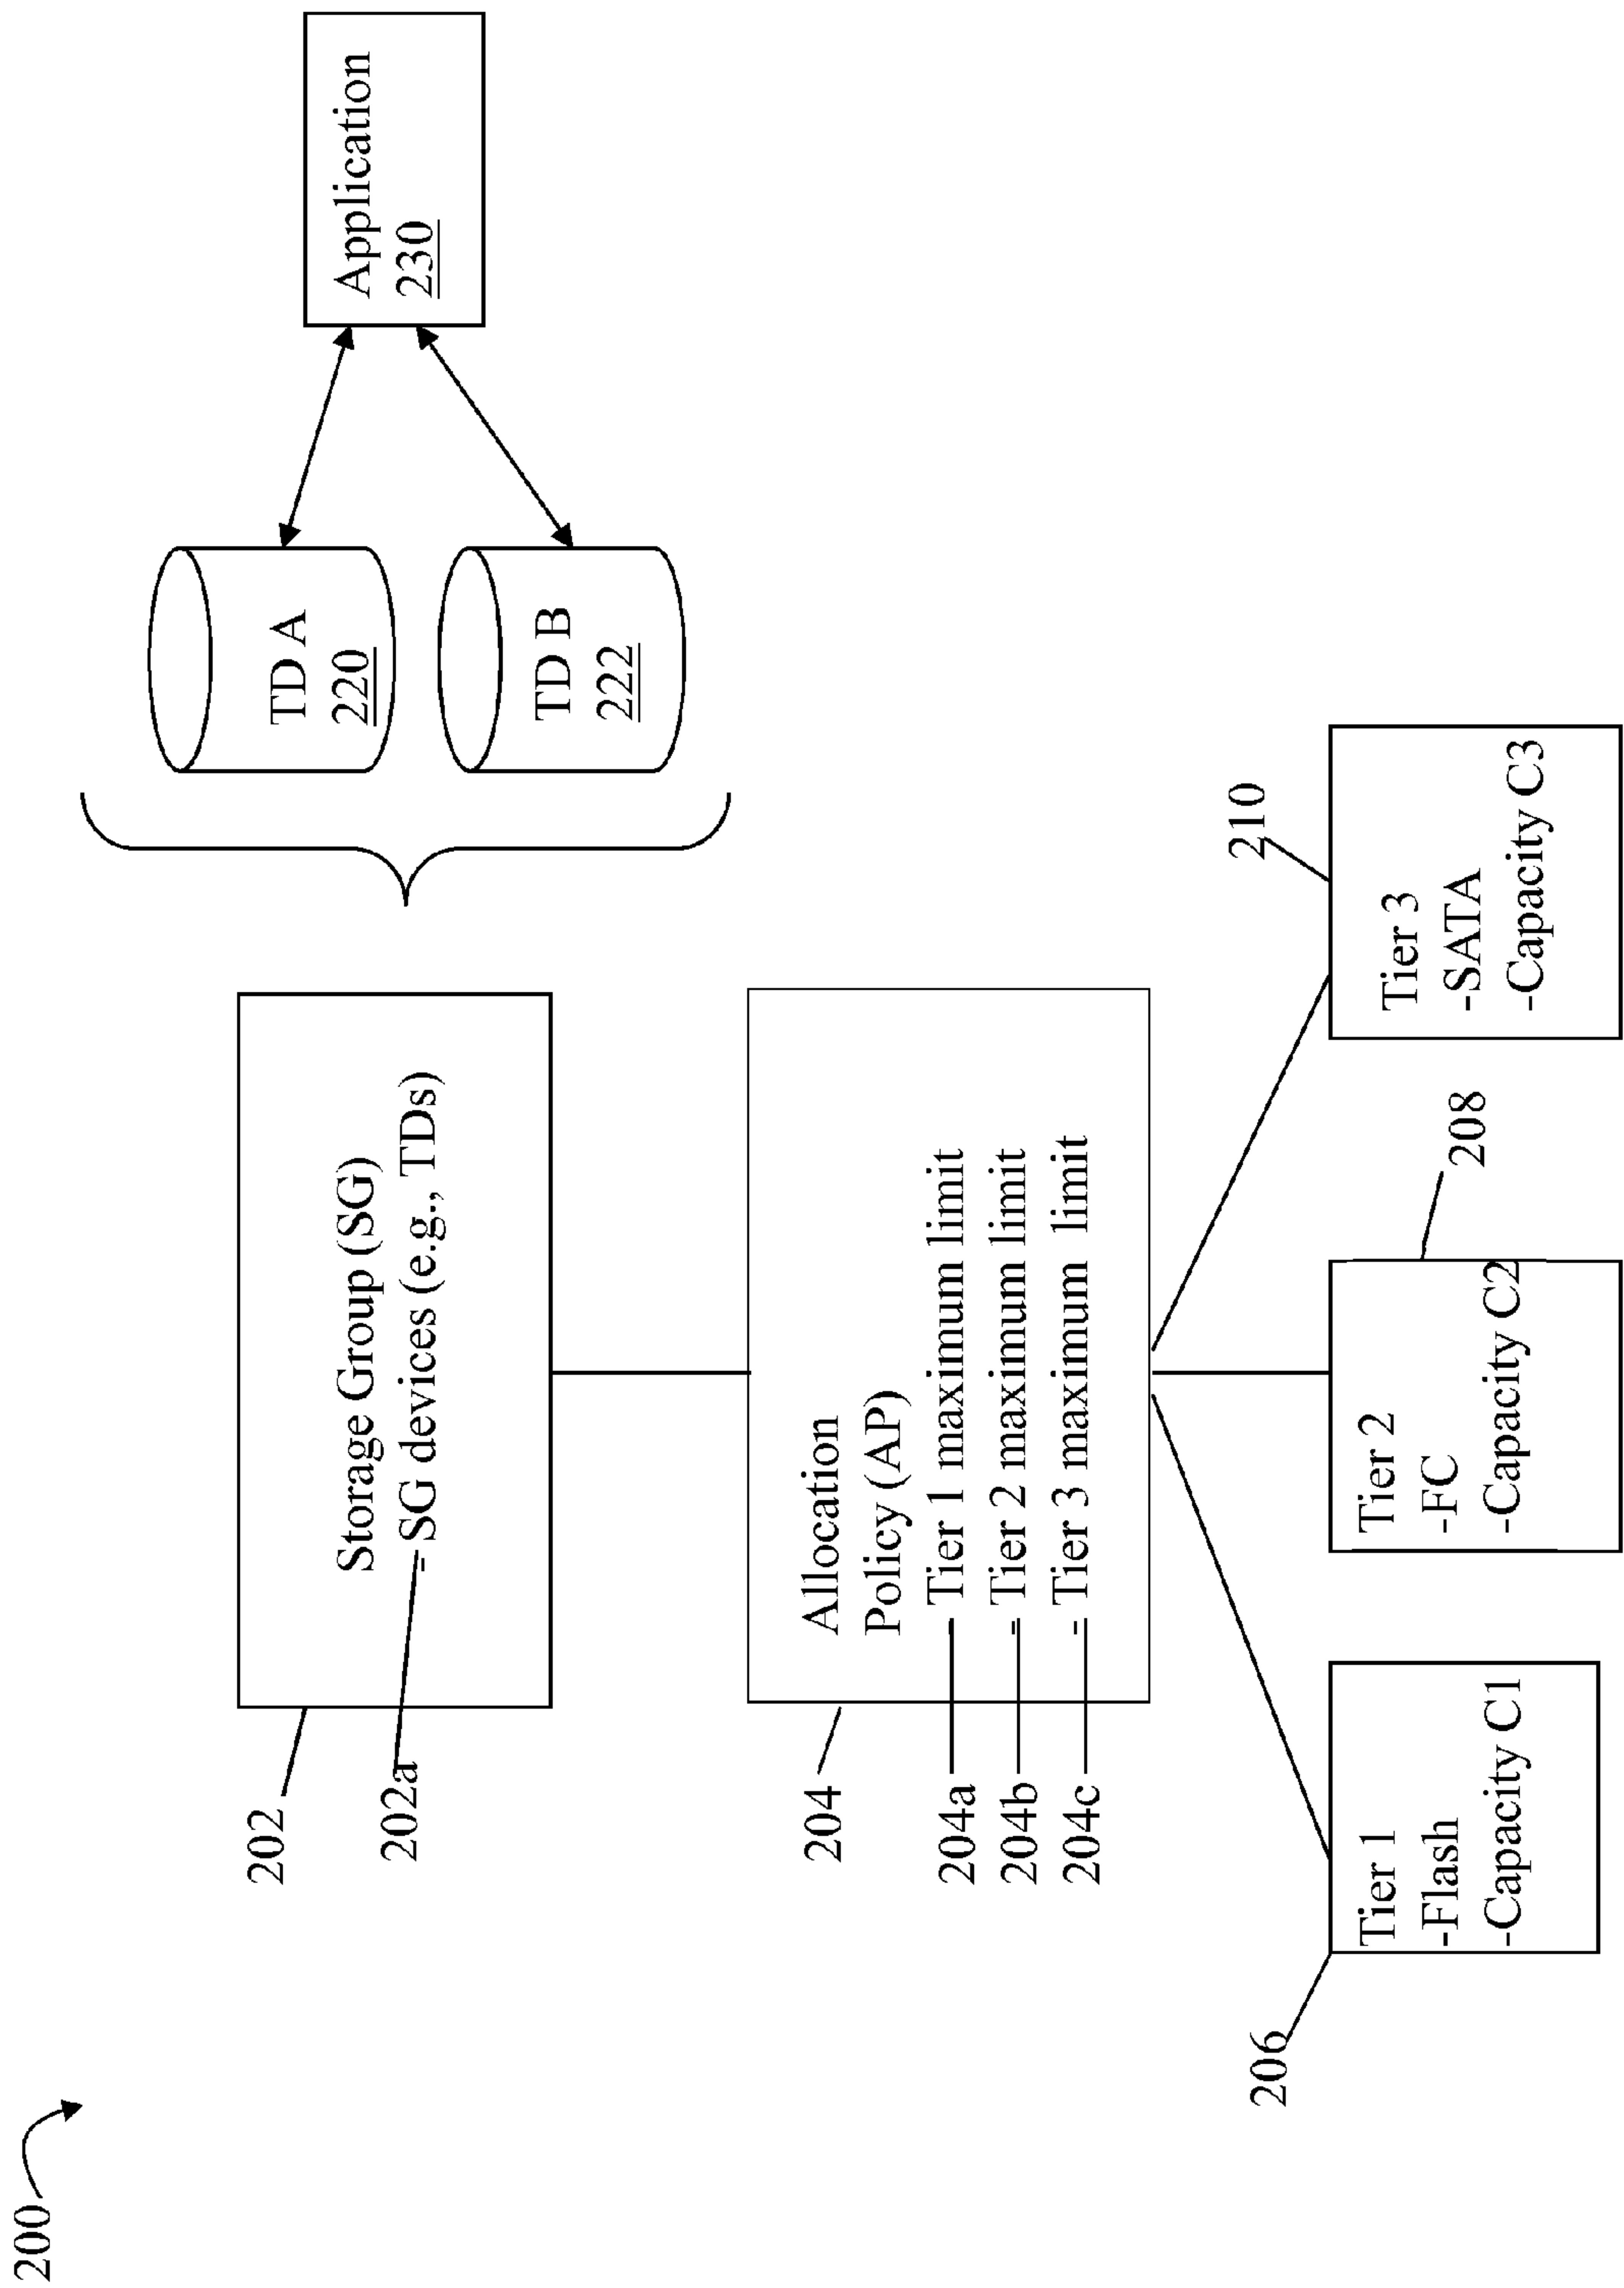 200
202
Storage Group (SG)
202a
- SG devices (e.g., TDs)
TD A
220
TD B
222
Application
230
204
Allocation
Policy (AP)
204a
Tier 1 maximum limit
204b
- Tier 2 maximum limit
204c
- Tier 3 maximum limit
206
Tier 1
-Flash
-Capacity C1
208
Tier 2
-FC
-Capacity C2
210
Tier 3
-SATA
-Capacity C3